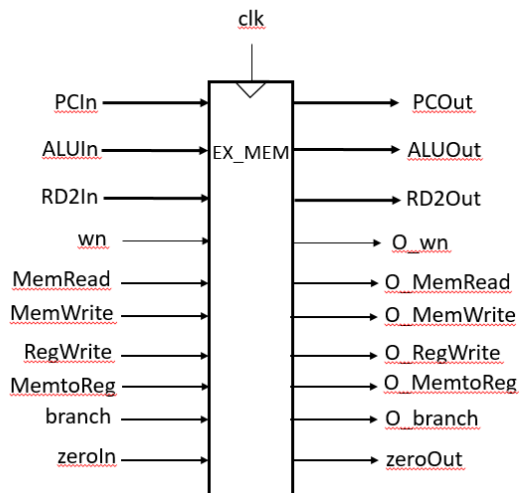 clk
PCIn
PCOut
ALUIn
EX_MEM
ALUOut
RD2In
RD2Out
wn
O_wn
MemRead
O_MemRead
MemWrite
O_MemWrite
RegWrite
O_RegWrite
MemtoReg
O_MemtoReg
branch
O_branch
zeroIn
zeroOut